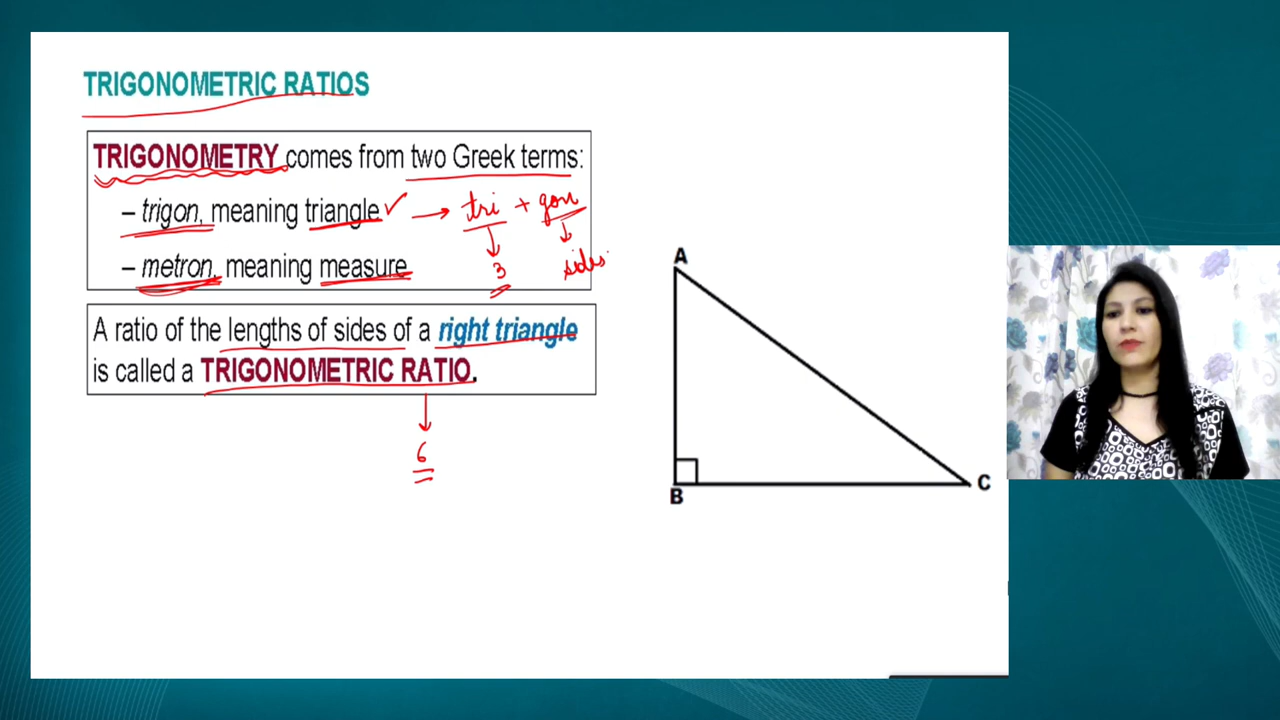 TRIGONOMETRIC RATIOS
TRIGONOMETRY comes from two Greek terms:
– trigon, meaning triangle ✓ → tri + gon
– metron, meaning measure
3 sides
A ratio of the lengths of sides of a right triangle
is called a TRIGONOMETRIC RATIO.
6
A
B
C